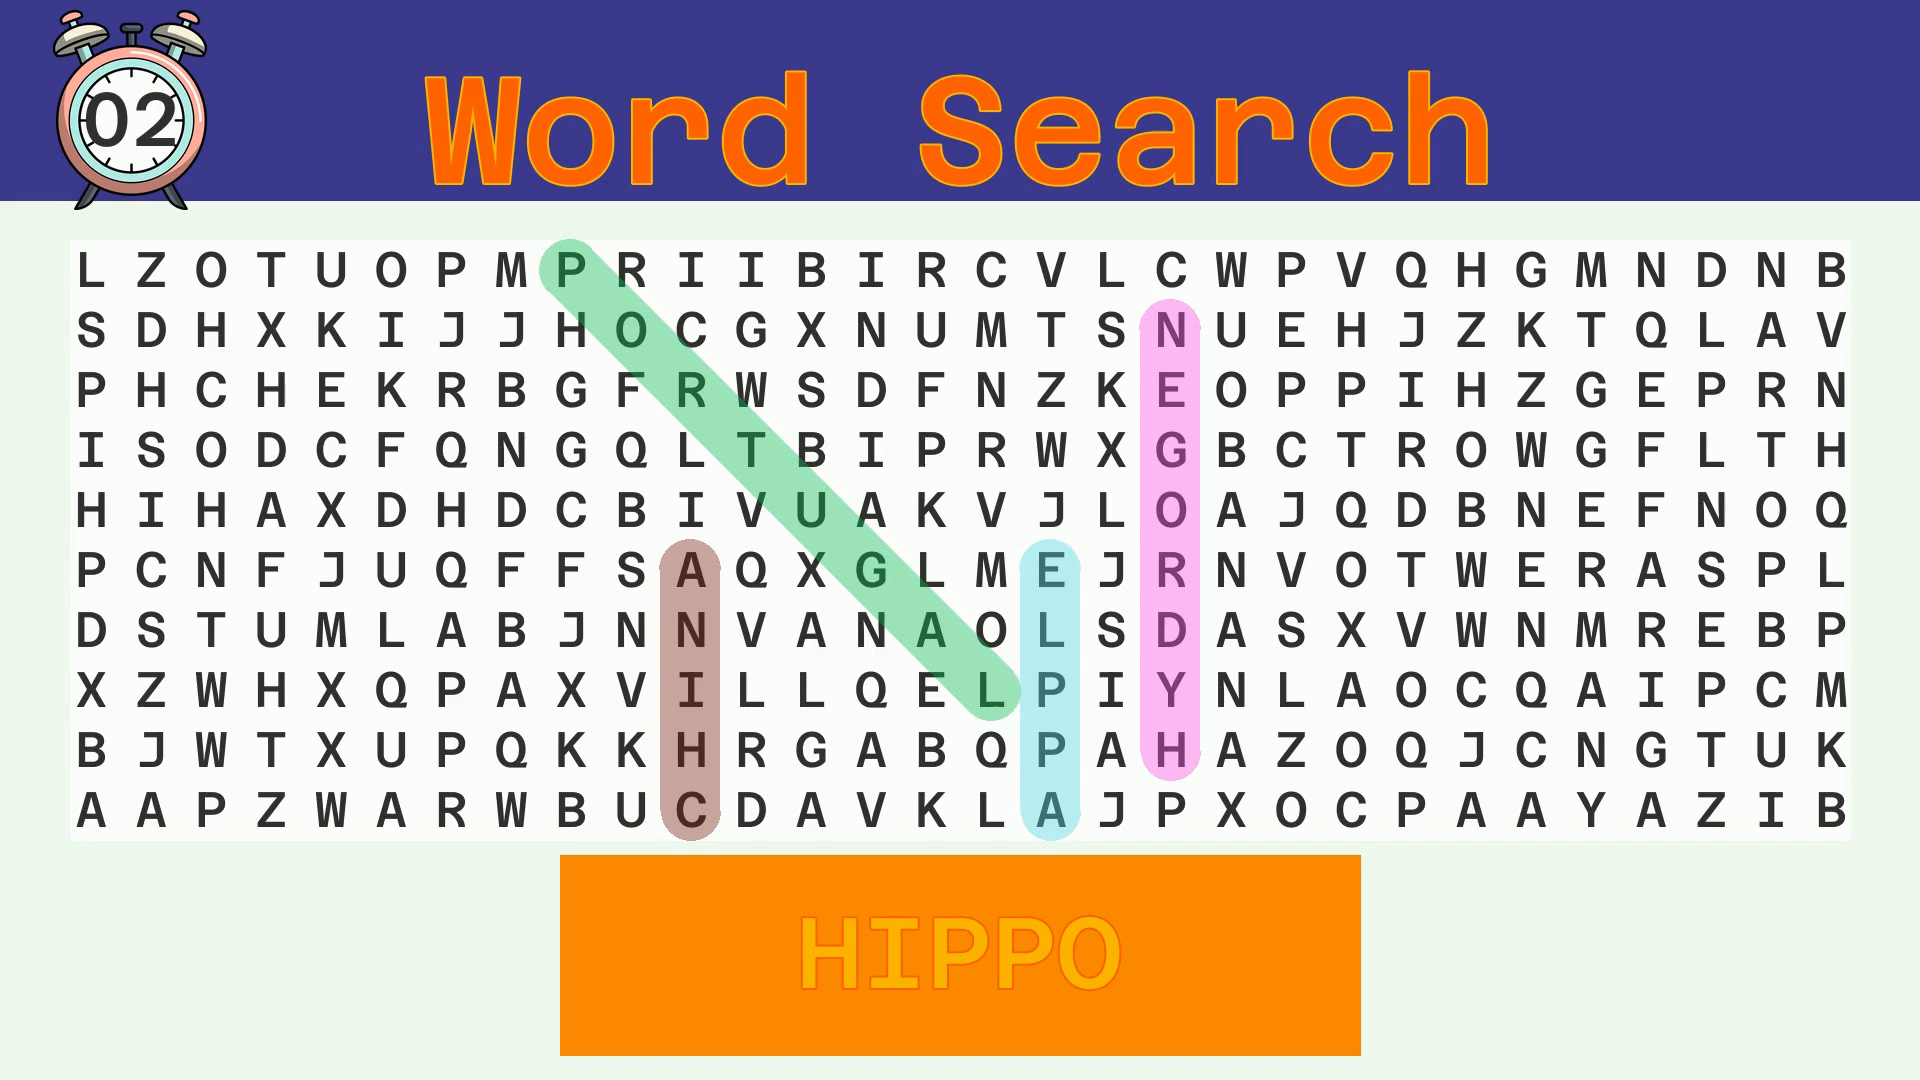 02
Word Search
L Z O T U O P M P R I I B I R C V L C W P V Q H G M N D N B
S D H X K I J J H O C G X N U M T S N U E H J Z K T Q L A V
P H C H E K R B G F R W S D F N Z K E O P P I H Z G E P R N
I S O D C F Q N G Q L T B I P R W X G B C T R O W G F L T H
H I H A X D H D C B I V U A K V J L O A J Q D B N E F N O Q
P C N F J U Q F F S A Q X G L M E J R N V O T W E R A S P L
D S T U M L A B J N N V A N A O L S D A S X V W N M R E B P
X Z W H X Q P A X V I L L Q E L P I Y N L A O C Q A I P C M
B J W T X U P Q K K H R G A B Q P A H A Z O Q J C N G T U K
A A P Z W A R W B U C D A V K L A J P X O C P A A Y A Z I B
HIPPO